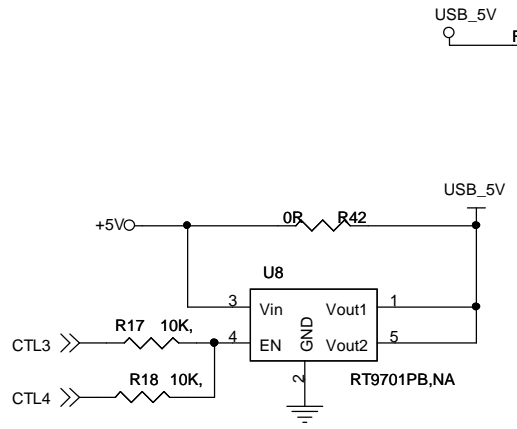 USB_5V
USB_5V
+5V
0R R42
U8
3 Vin Vout1 1
R17 10K,
CTL3
4 EN GND Vout2 5
R18 10K,
2
RT9701PB,NA
CTL4